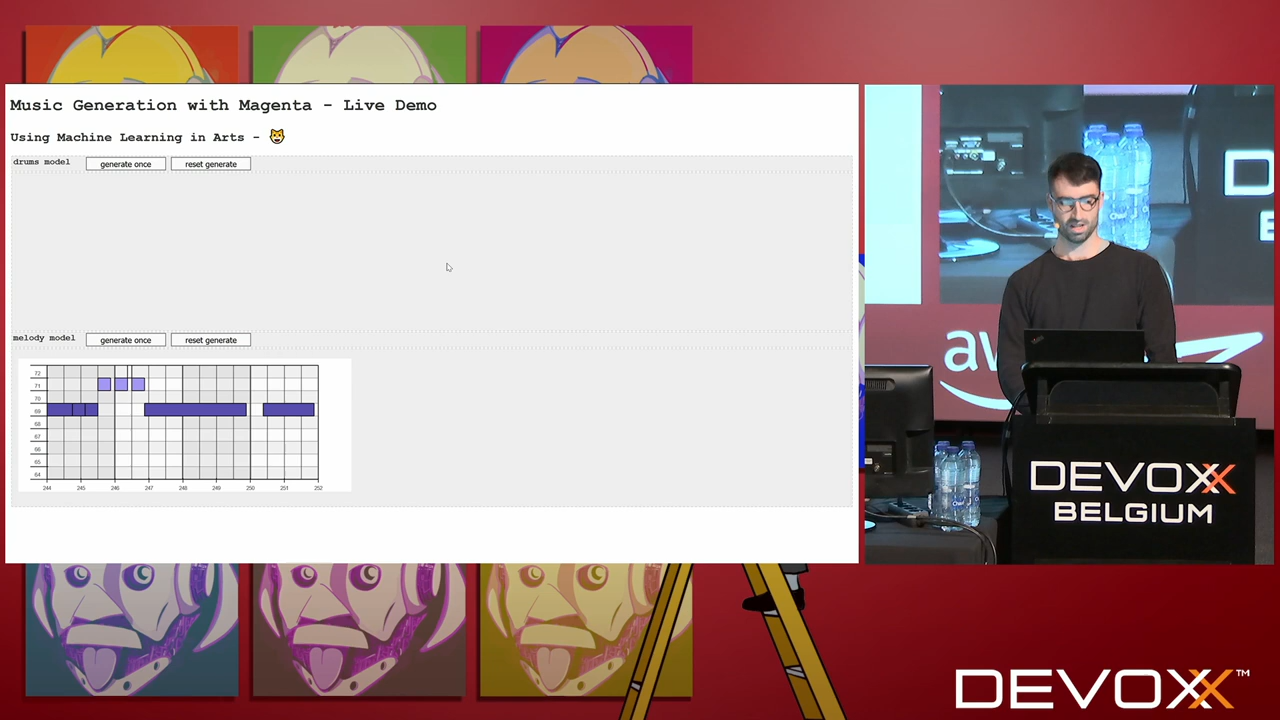 Music Generation with Magenta - Live Demo
Using Machine Learning in Arts - 😺
drums model generate once reset generate
melody model generate once reset generate
72
71
70
69
68
67
66
65
64
244 245 246 247 248 249 250 251 252
DEVOXX
BELGIUM
DEVOXX™